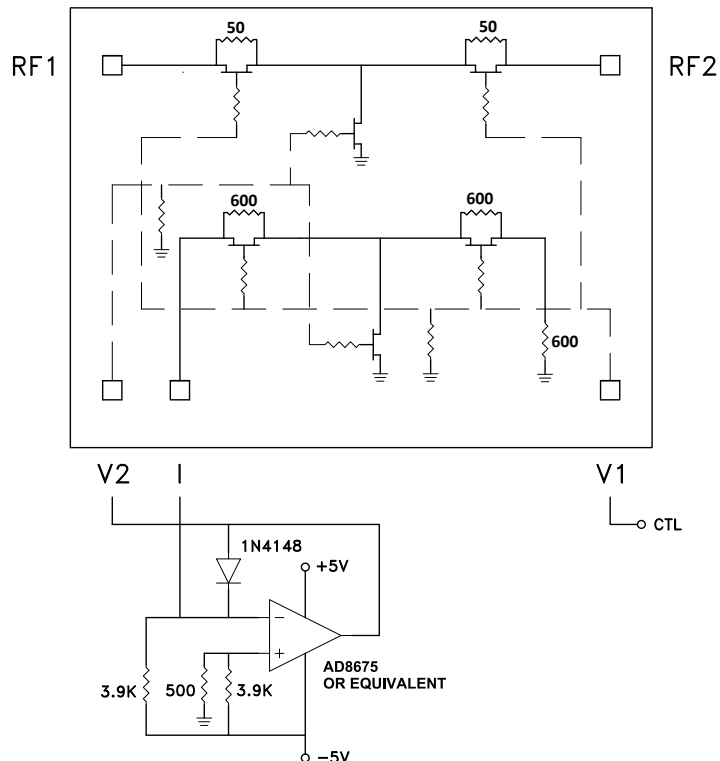 50 50
RF1 RF2
600 600
600
V2 I V1
CTL
1N4148
+5V
−
+
AD8675
OR EQUIVALENT
3.9K 500 3.9K
−5V